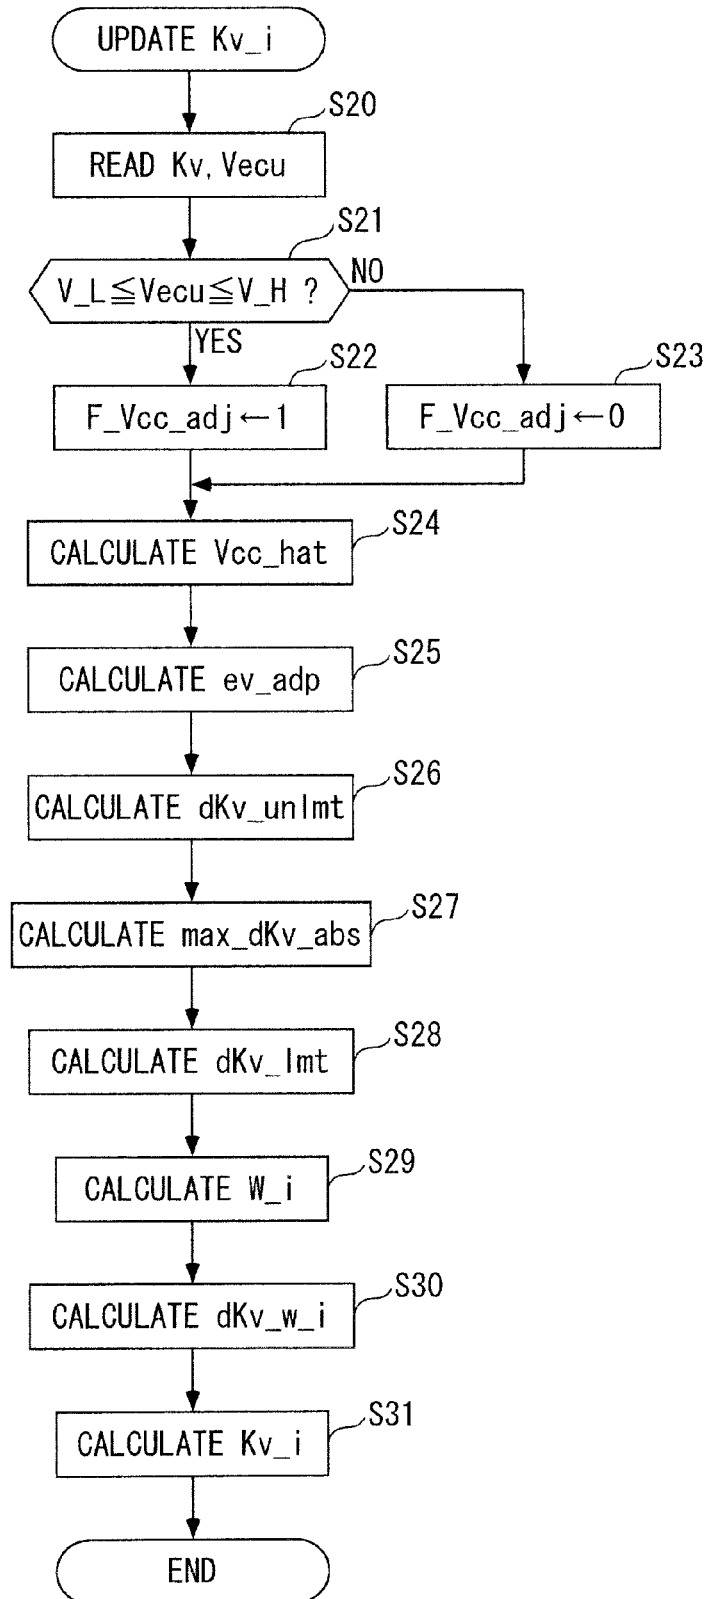 UPDATE Kv_i
S20
READ Kv, Vecu
S21
V_L≦Vecu≦V_H ?
NO
YES
S22
S23
F_Vcc_adj←1
F_Vcc_adj←0
S24
CALCULATE Vcc_hat
S25
CALCULATE ev_adp
S26
CALCULATE dKv_unlmt
S27
CALCULATE max_dKv_abs
S28
CALCULATE dKv_lmt
S29
CALCULATE W_i
S30
CALCULATE dKv_w_i
S31
CALCULATE Kv_i
END